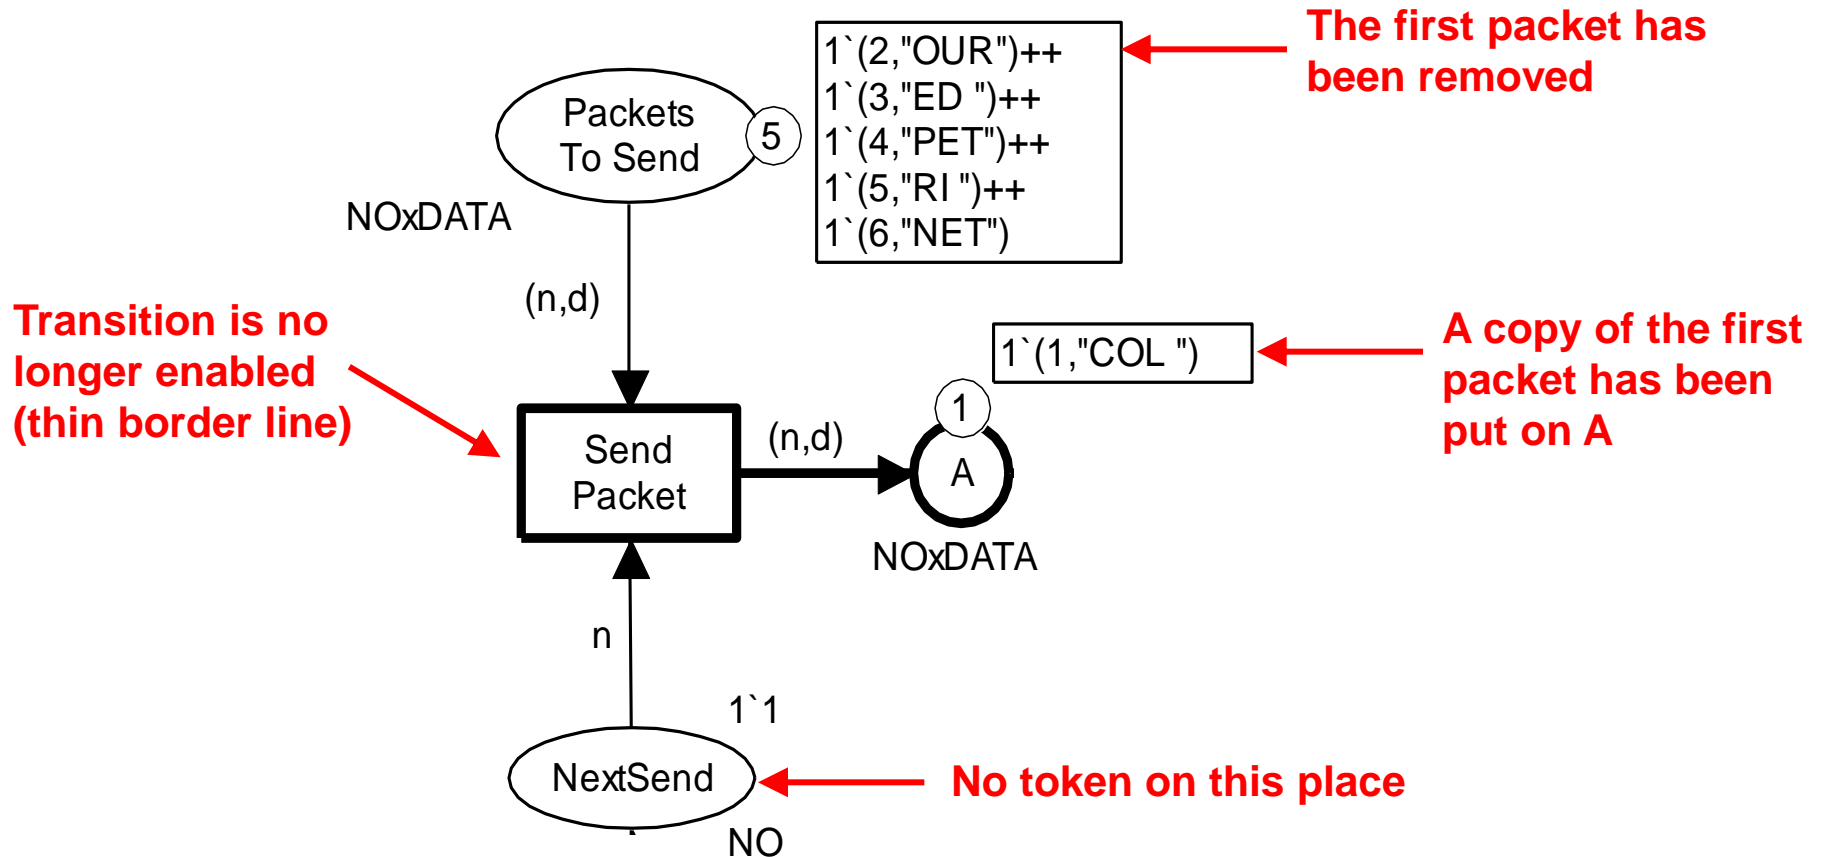 The first packet has
been removed
1`(2,"OUR")++
1`(3,"ED ")++
1`(4,"PET")++
1`(5,"RI ")++
1`(6,"NET")
Packets
To Send
5
NOxDATA
(n,d)
Transition is no
longer enabled
(thin border line)
1`(1,"COL ")
A copy of the first
packet has been
put on A
1
Send
Packet
(n,d)
A
NOxDATA
n
1`1
NextSend
No token on this place
NO